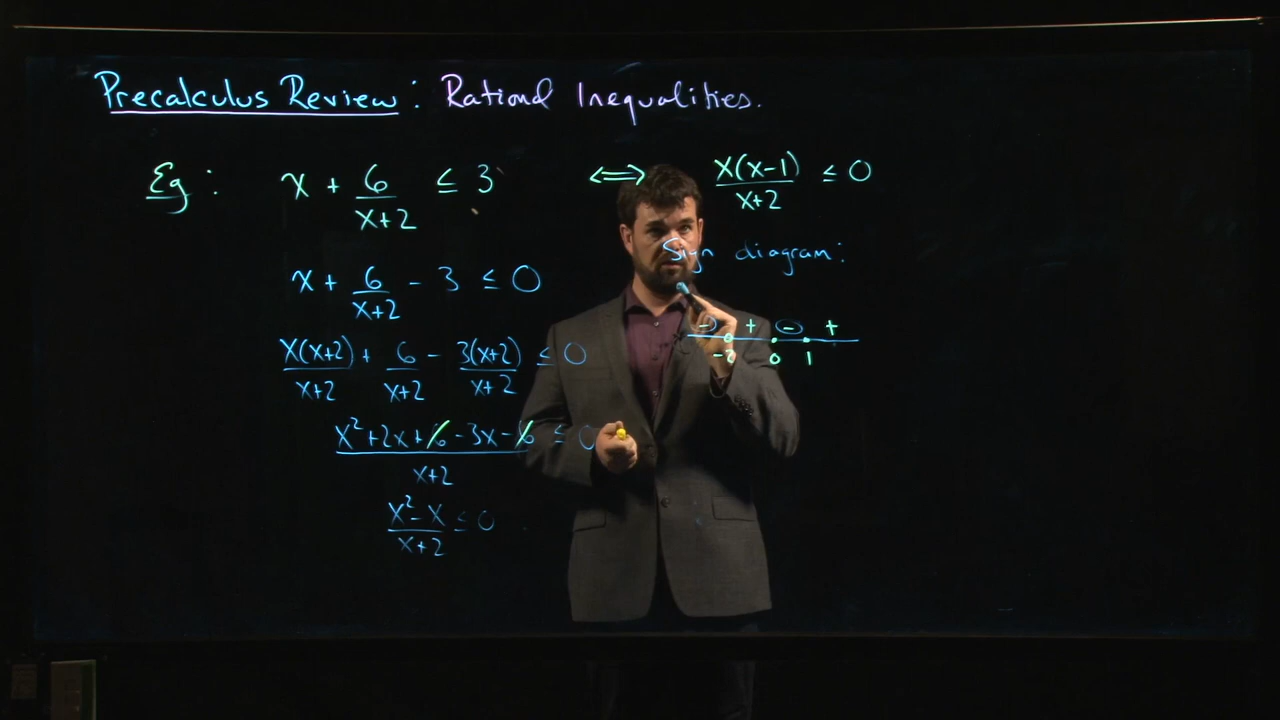 Precalculus Review: Rational Inequalities.
Eg: x + 6/(x+2) ≤ 3 ⟺ x(x-1)/(x+2) ≤ 0
Sign diagram:
x + 6/(x+2) - 3 ≤ 0
- + - +
-2 0 1
x(x+2)/(x+2) + 6/(x+2) - 3(x+2)/(x+2) ≤ 0
(x²+2x+6-3x-6)/(x+2) ≤ 0
(x²-x)/(x+2) ≤ 0